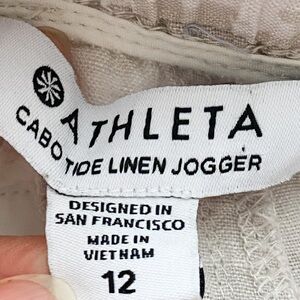 ATHLETA
CABO TIDE LINEN JOGGER
DESIGNED IN
SAN FRANCISCO
MADE IN
VIETNAM
12